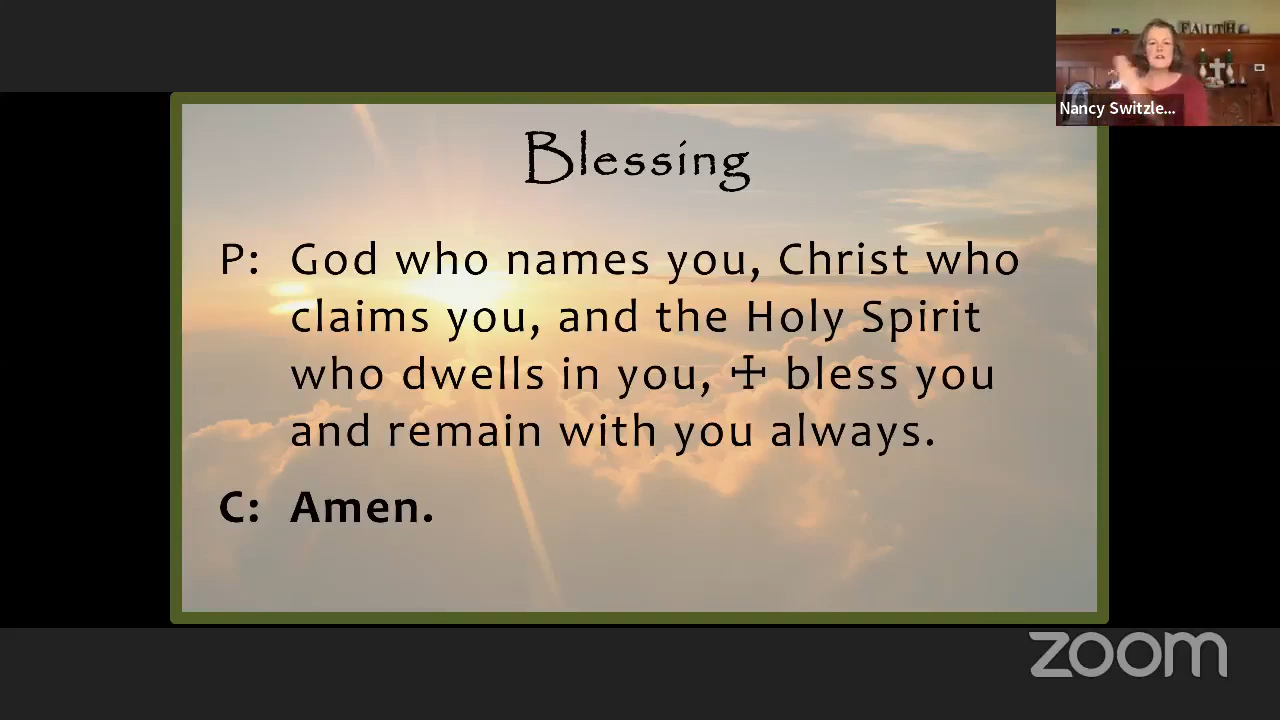 FAITH
Nancy Switzle...
Blessing
P: God who names you, Christ who
claims you, and the Holy Spirit
who dwells in you, ☩ bless you
and remain with you always.
C: Amen.
zoom